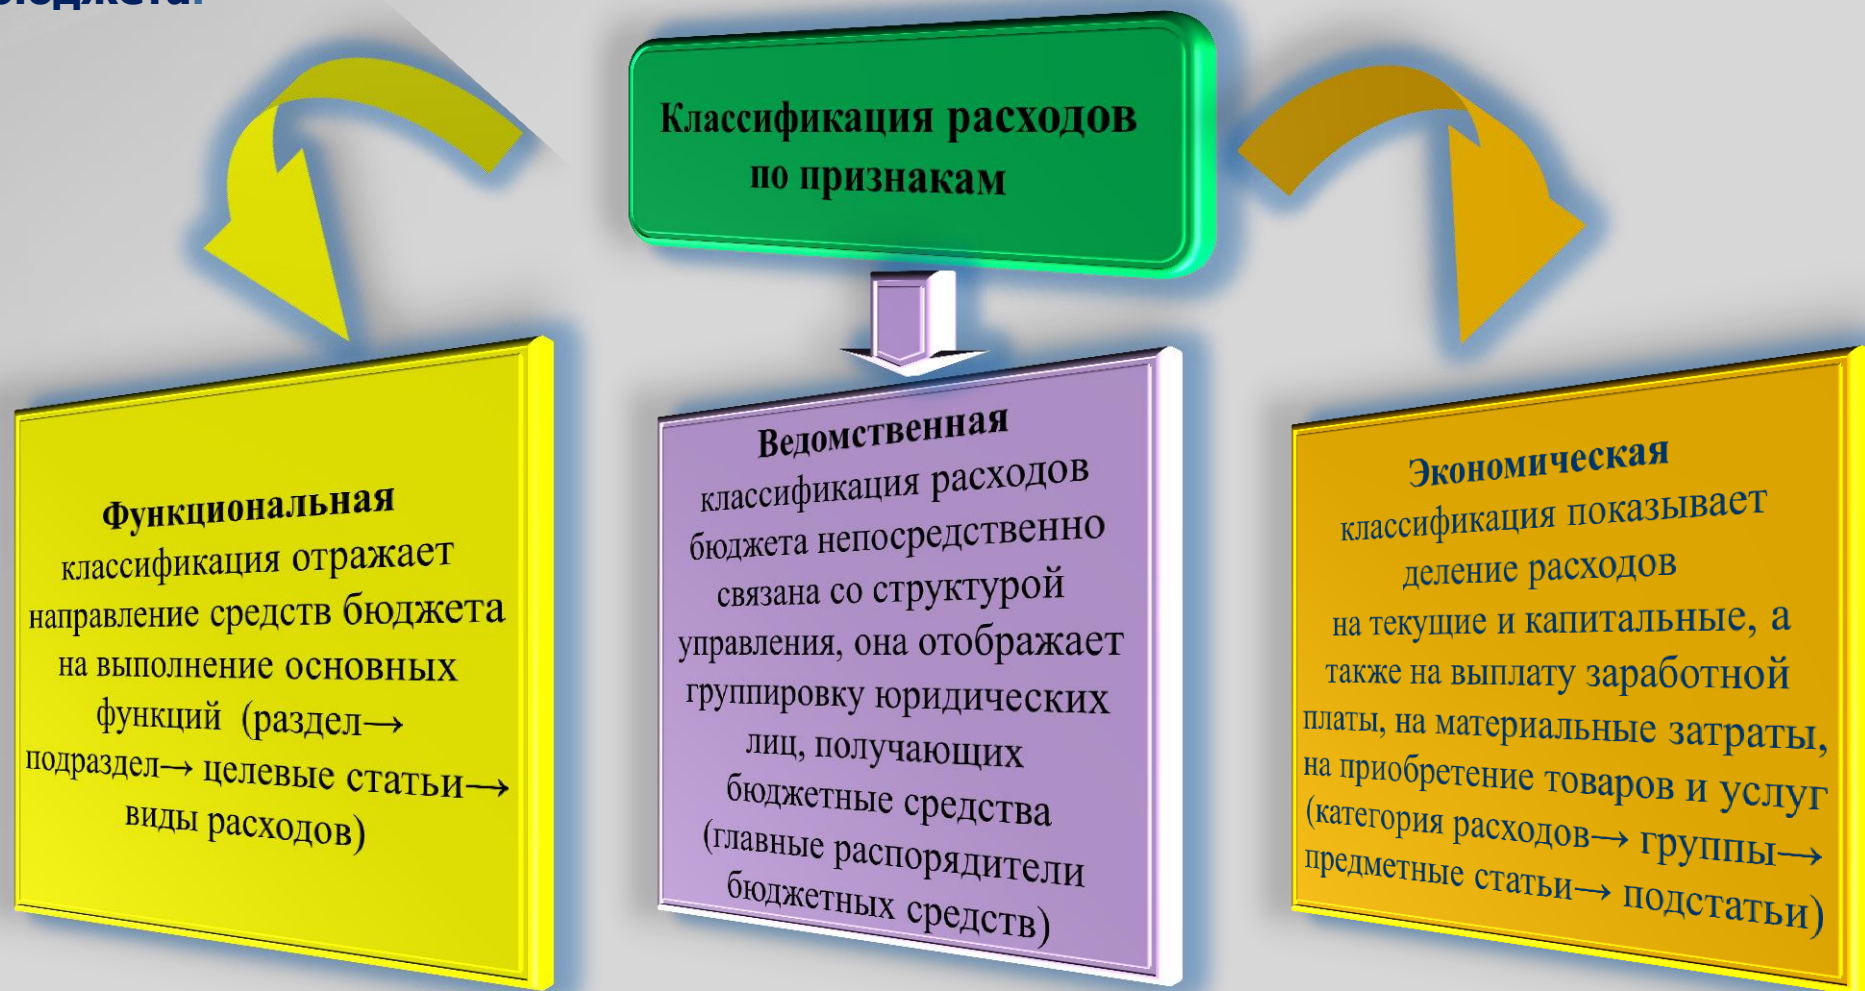 бюджета.
Классификация расходов
по признакам
Функциональная
классификация отражает
направление средств бюджета
на выполнение основных
функций (раздел→
подраздел→ целевые статьи→
виды расходов)
Ведомственная
классификация расходов
бюджета непосредственно
связана со структурой
управления, она отображает
группировку юридических
лиц, получающих
бюджетные средства
(главные распорядители
бюджетных средств)
Экономическая
классификация показывает
деление расходов
на текущие и капитальные, а
также на выплату заработной
платы, на материальные затраты,
на приобретение товаров и услуг
(категория расходов→ группы→
предметные статьи→ подстатьи)